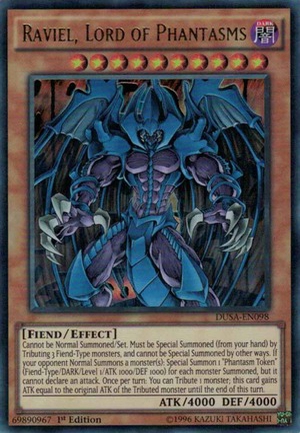 RAVIEL, LORD OF PHANTASMS
DARK
闇
DUSA-EN098
[FIEND / EFFECT]
Cannot be Normal Summoned/Set. Must be Special Summoned (from your hand) by
Tributing 3 Fiend-Type monsters, and cannot be Special Summoned by other ways. If
your opponent Normal Summons a monster(s): Special Summon 1 "Phantasm Token"
(Fiend-Type/DARK/Level 1/ATK 1000/DEF 1000) for each monster Summoned, but it
cannot declare an attack. Once per turn: You can Tribute 1 monster; this card gains
ATK equal to the original ATK of the Tributed monster until the end of this turn.
ATK/4000 DEF/4000
69890967 1st Edition ©1996 KAZUKI TAKAHASHI